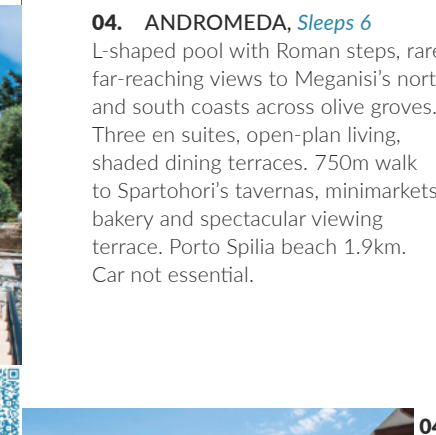 04. ANDROMEDA, Sleeps 6
L-shaped pool with Roman steps, rare
far-reaching views to Meganisi's nort
and south coasts across olive groves.
Three en suites, open-plan living,
shaded dining terraces. 750m walk
to Spartohori's tavernas, minimarkets
bakery and spectacular viewing
terrace. Porto Spilia beach 1.9km.
Car not essential.
04